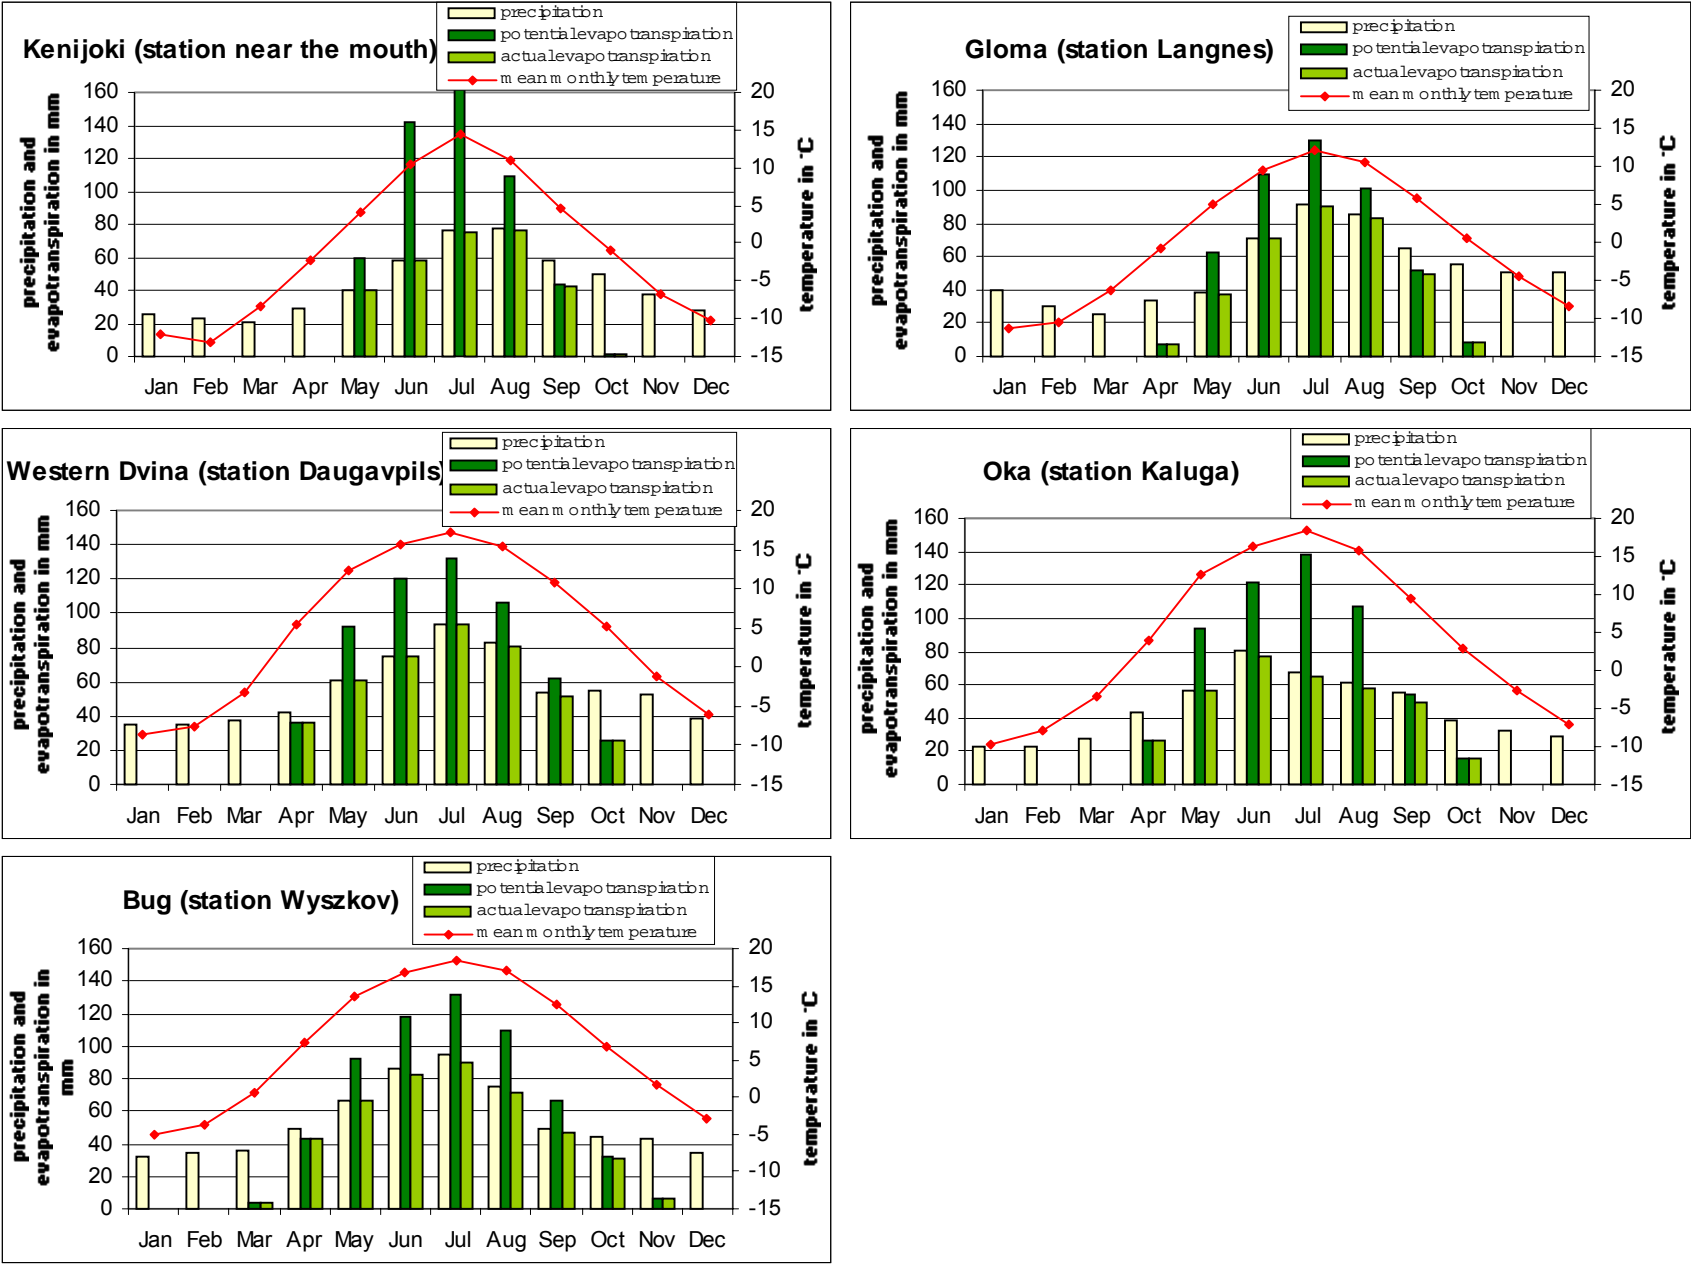 Kenijoki (station near the mouth)
precipitation
potential evapotranspiration
actual evapotranspiration
mean monthly temperature
precipitation and
evapotranspiration in mm
160
140
120
100
80
60
40
20
0
20
15
10
5
0
-5
-10
-15
temperature in °C
Jan Feb Mar Apr May Jun Jul Aug Sep Oct Nov Dec
Gloma (station Langnes)
precipitation
potential evapotranspiration
actual evapotranspiration
mean monthly temperature
precipitation and
evapotranspiration in mm
160
140
120
100
80
60
40
20
0
20
15
10
5
0
-5
-10
-15
temperature in °C
Jan Feb Mar Apr May Jun Jul Aug Sep Oct Nov Dec
Western Dvina (station Daugavpils)
precipitation
potential evapotranspiration
actual evapotranspiration
mean monthly temperature
precipitation and
evapotranspiration in mm
160
140
120
100
80
60
40
20
0
20
15
10
5
0
-5
-10
-15
temperature in °C
Jan Feb Mar Apr May Jun Jul Aug Sep Oct Nov Dec
Oka (station Kaluga)
precipitation
potential evapotranspiration
actual evapotranspiration
mean monthly temperature
precipitation and
evapotranspiration in mm
160
140
120
100
80
60
40
20
0
20
15
10
5
0
-5
-10
-15
temperature in °C
Jan Feb Mar Apr May Jun Jul Aug Sep Oct Nov Dec
Bug (station Wyszkov)
precipitation
potential evapotranspiration
actual evapotranspiration
mean monthly temperature
precipitation and
evapotranspiration in
mm
160
140
120
100
80
60
40
20
0
20
15
10
5
0
-5
-10
-15
temperature in °C
Jan Feb Mar Apr May Jun Jul Aug Sep Oct Nov Dec